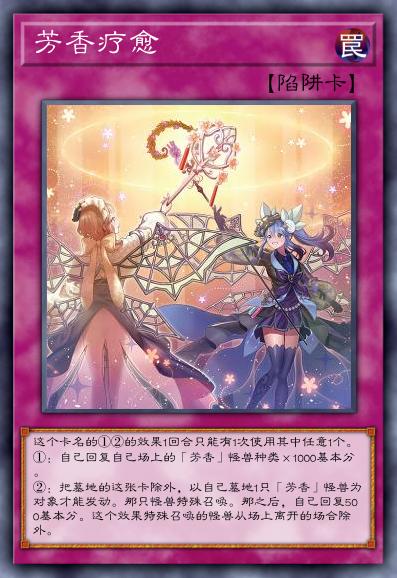 芳香疗愈
罠
【陷阱卡】
这个卡名的①②的效果1回合只能有1次使用其中任意1个。
①：自己回复自己场上的「芳香」怪兽种类×1000基本分
。
②：把墓地的这张卡除外，以自己墓地1只「芳香」怪兽为
对象才能发动。那只怪兽特殊召唤。那之后，自己回复50
0基本分。这个效果特殊召唤的怪兽从场上离开的场合除
外。